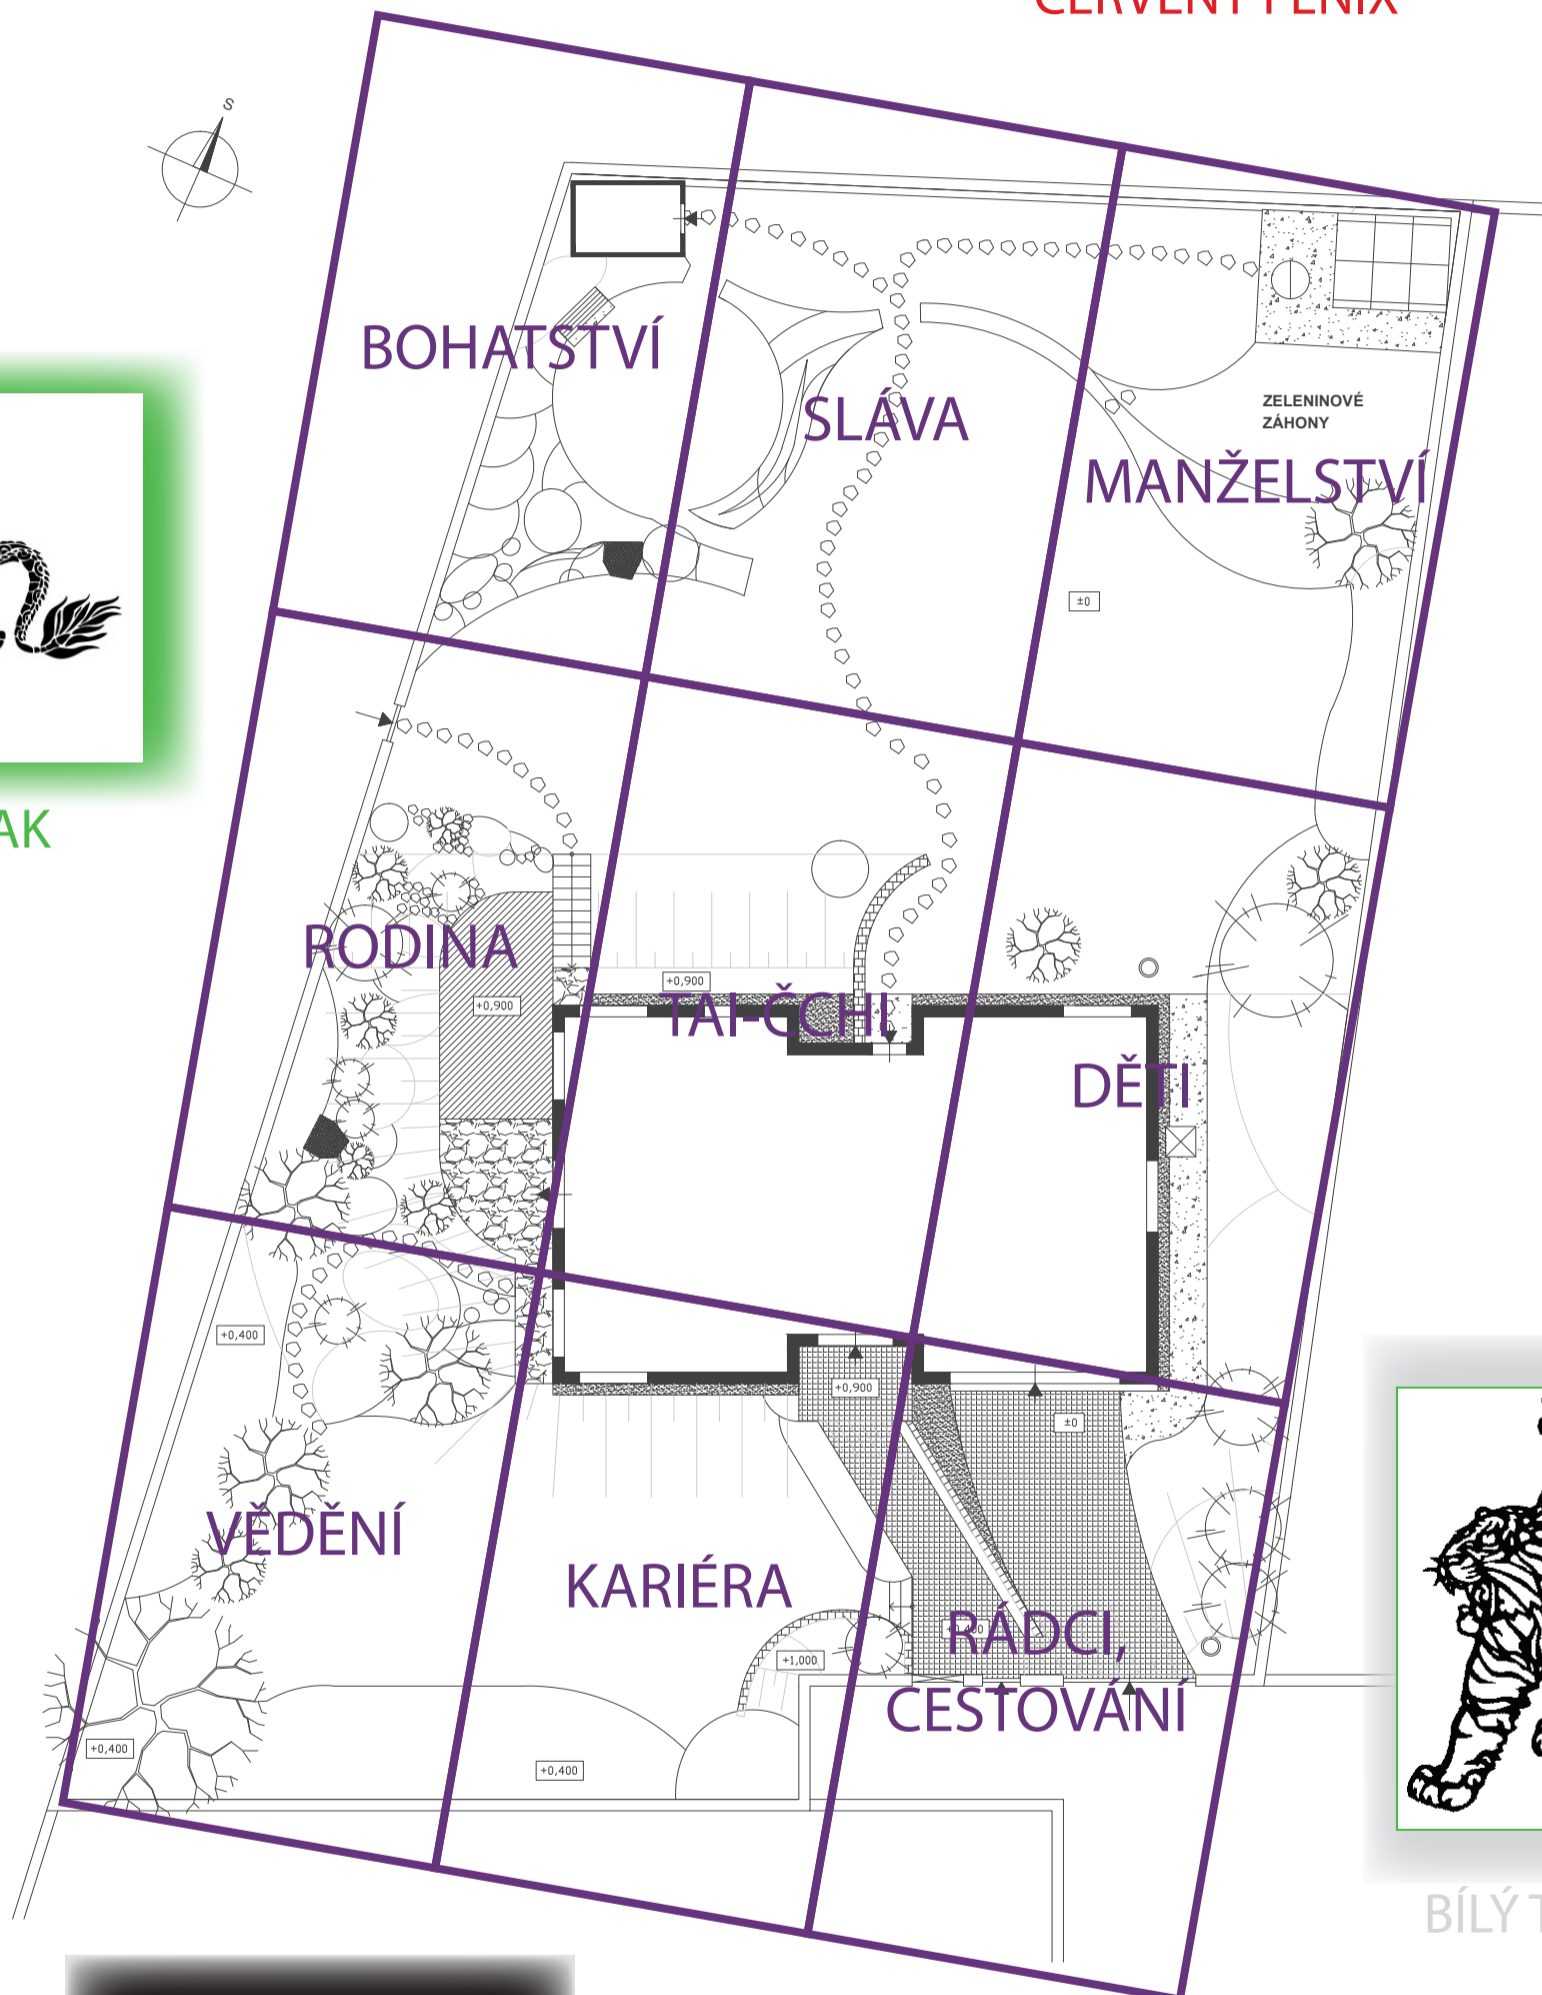 ČERVENÝ FÉNIX
S
BOHATSTVÍ
SLÁVA
ZELENINOVÉ
ZÁHONY
MANŽELSTVÍ
±0
AK
RODINA
+0,900
+0,900
TAI-ČCHI
DĚTI
+0,400
+0,900
±0
VĚDĚNÍ
KARIÉRA
RÁDCI,
+1,000
CESTOVÁNÍ
+0,400
+0,400
BÍLÝ T